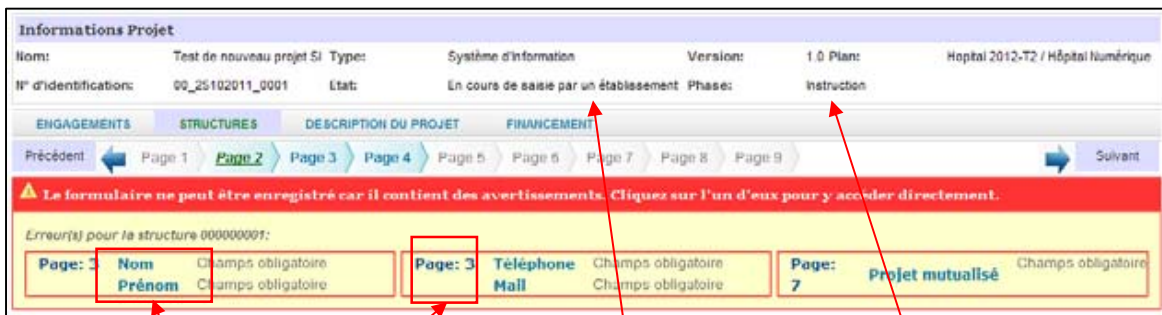 Informations Projet
Nom: Test de nouveau projet SI Type: Système d'information Version: 1.0 Plan: Hopital 2012-T2 / Hôpital Numérique
N° d'identification: 00_25102011_0001 Etat: En cours de saisie par un établissement Phase: Instruction
ENGAGEMENTS STRUCTURES DESCRIPTION DU PROJET FINANCEMENT
Précédent Page 1 Page 2 Page 3 Page 4 Page 5 Page 6 Page 7 Page 8 Page 9 Suivant
Le formulaire ne peut être enregistré car il contient des avertissements. Cliquez sur l'un d'eux pour y accéder directement.
Erreur(s) pour la structure 000000001:
Page: 3 Nom Champs obligatoire Page: 3 Téléphone Champs obligatoire Page: 7 Projet mutualisé Champs obligatoire
Prénom Champs obligatoire Mail Champs obligatoire